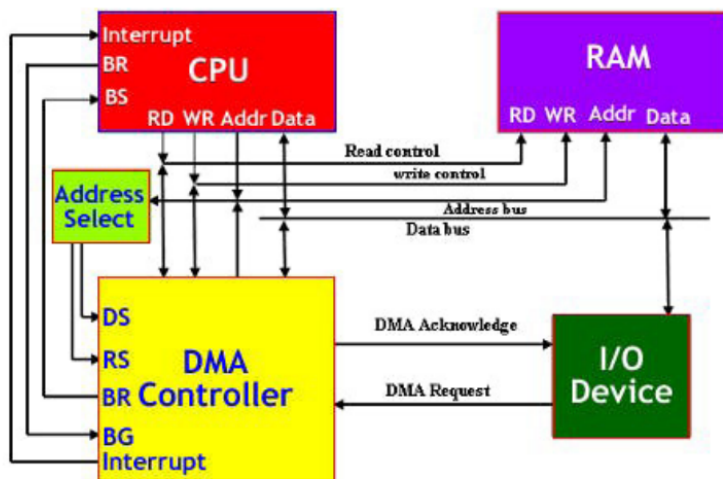 Interrupt
BR
CPU
BS
RD WR Addr Data
RAM
RD WR Addr Data
Read control
write control
Address
Select
Address bus
Data bus
DS
RS
BR
BG
Interrupt
DMA
Controller
DMA Acknowledge
DMA Request
I/O
Device